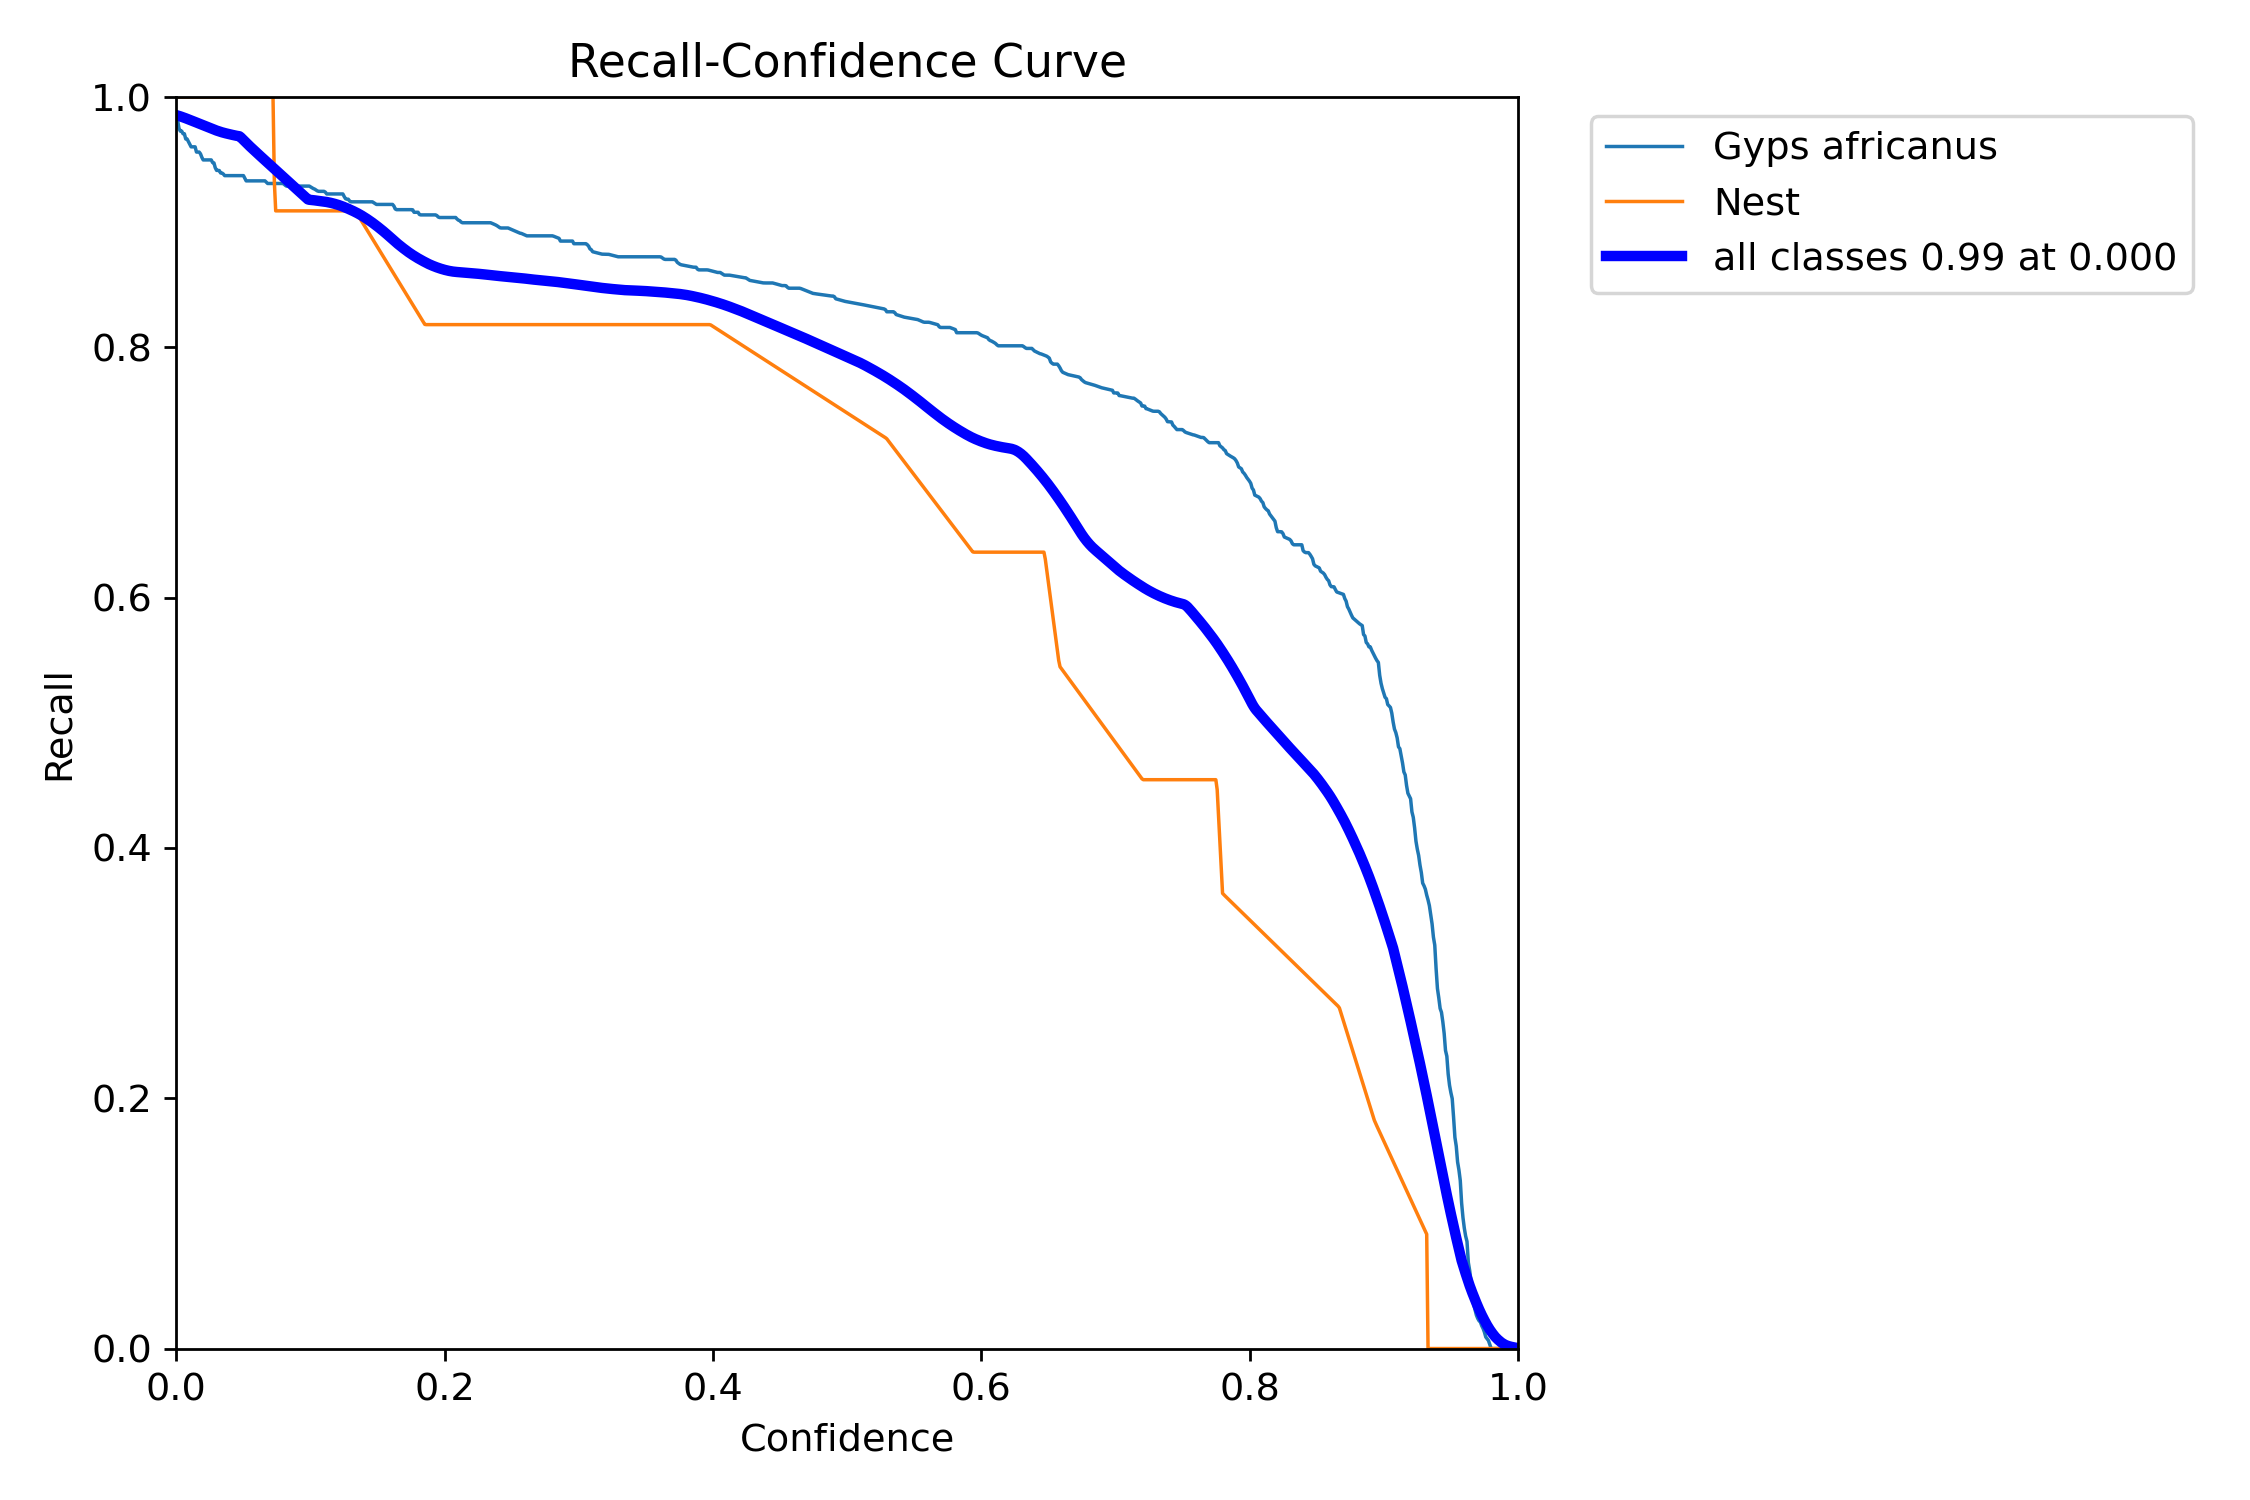 Recall-Confidence Curve
1.0
0.8
0.6
0.4
0.2
0.0
Recall
0.0 0.2 0.4 0.6 0.8 1.0
Confidence
Gyps africanus
Nest
all classes 0.99 at 0.000